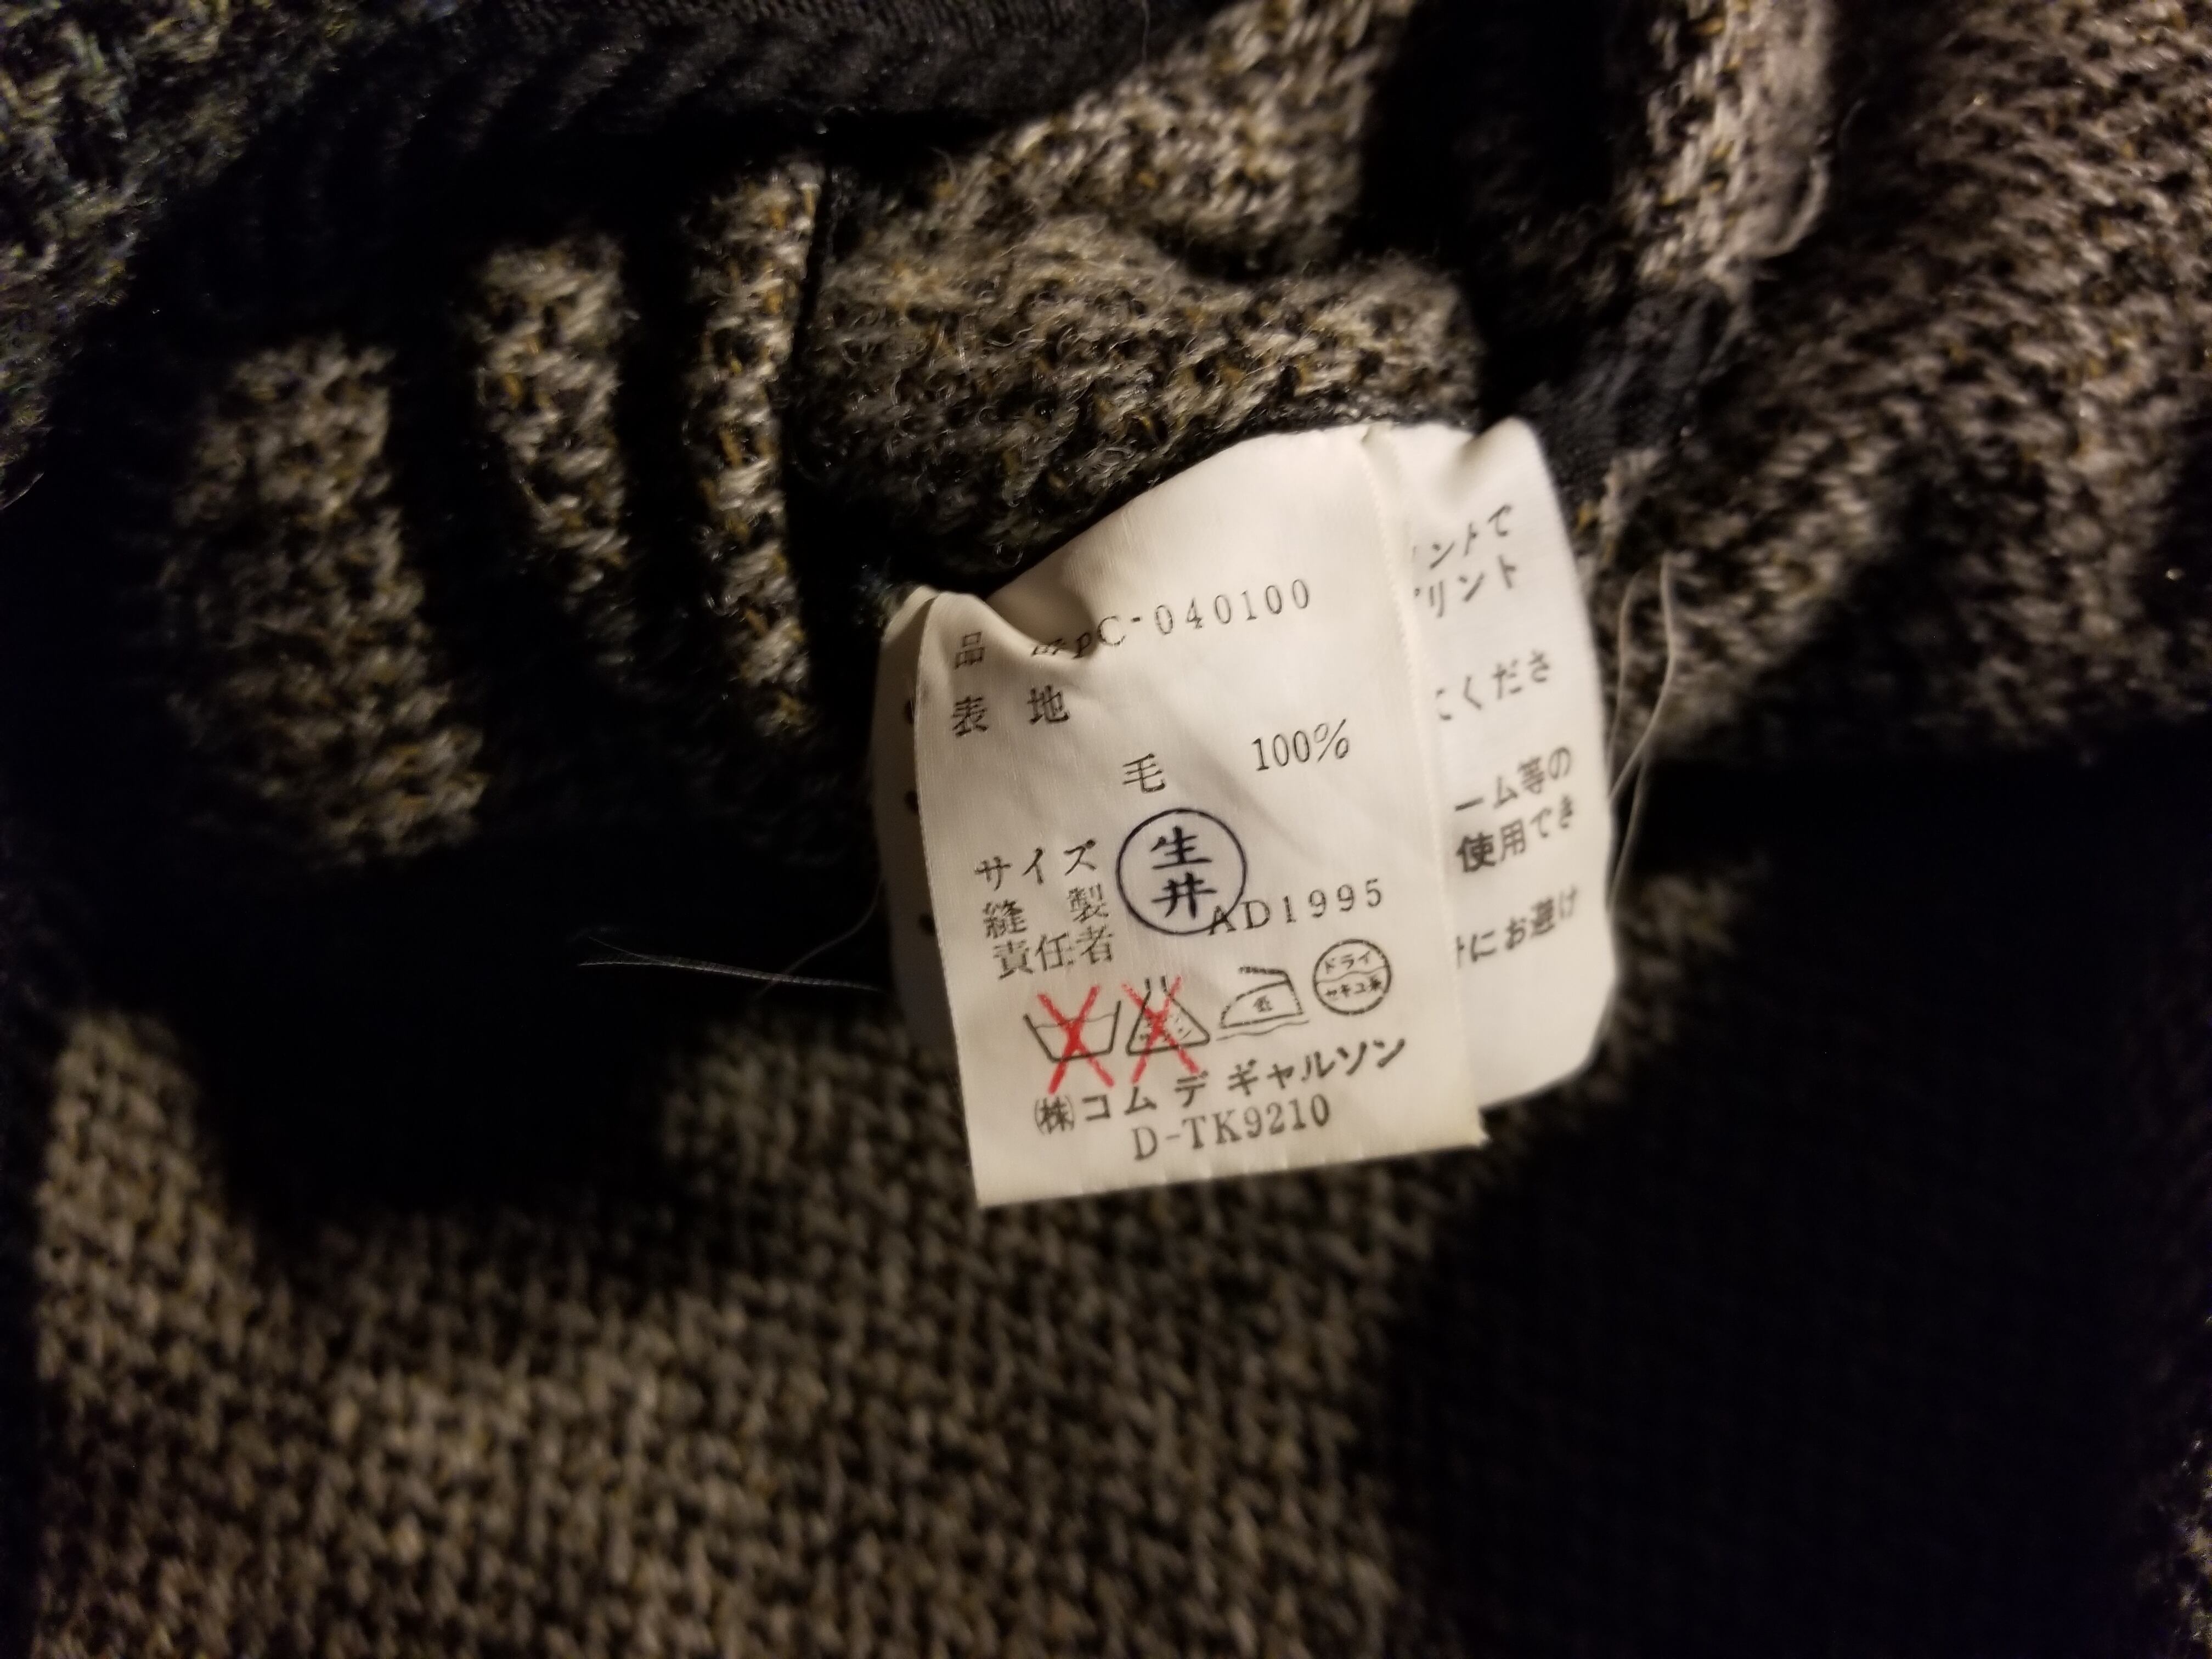 品 番 PC-040100
表 地
毛 100%
サイズ
縫 製
責任者
生井
AD1995
ドライ
セキユ系
㈱コム デ ギャルソン
D-TK9210
ントで
リント
てくださ
ーム等の
使用でき
にお避け